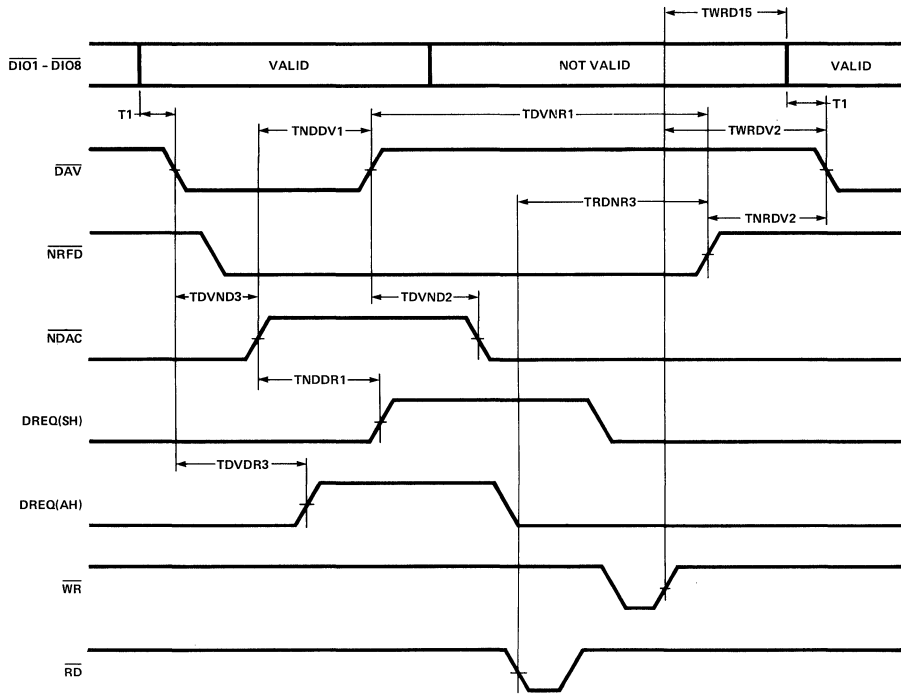 TWRD15
DIO1 – DIO8 VALID NOT VALID VALID
T1 TNDDV1 TDVNR1 T1
TWRDV2
DAV
TRDNR3
TNRDV2
NRFD
TDVND3 TDVND2
NDAC
TNDDR1
DREQ(SH)
TDVDR3
DREQ(AH)
WR
RD